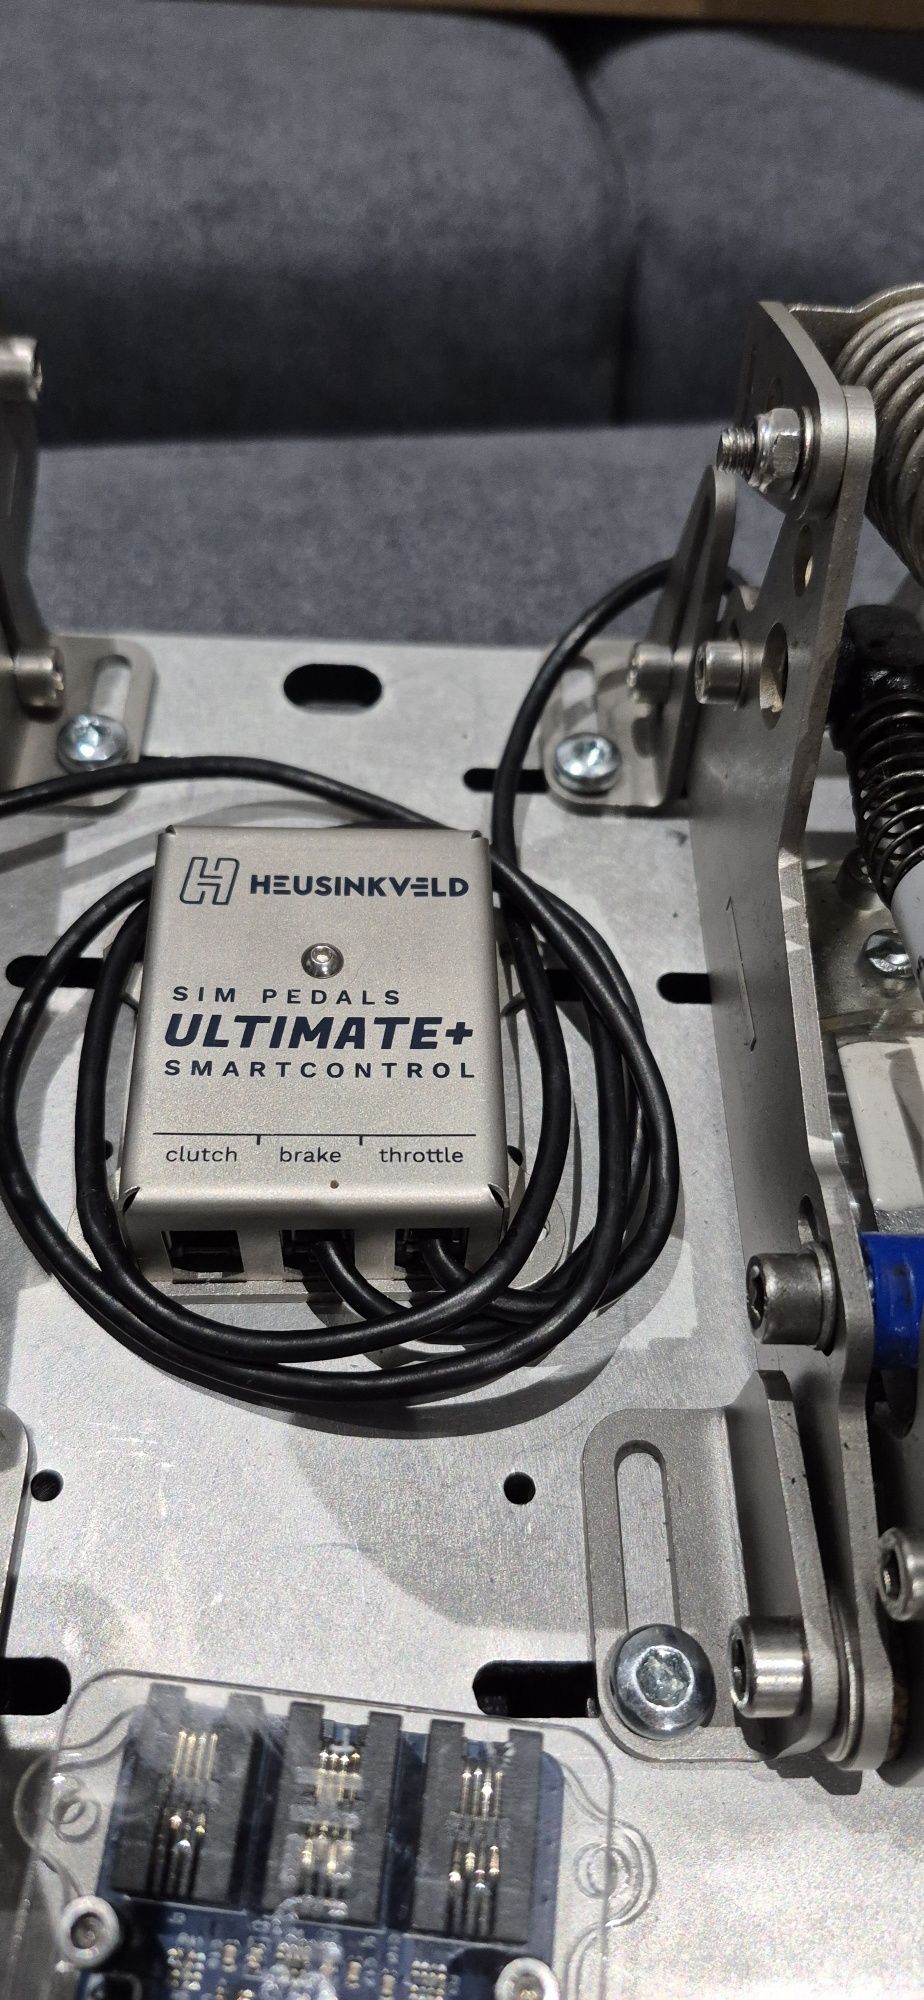 HEUSINKVELD
SIM PEDALS
ULTIMATE+
SMARTCONTROL
clutch brake throttle